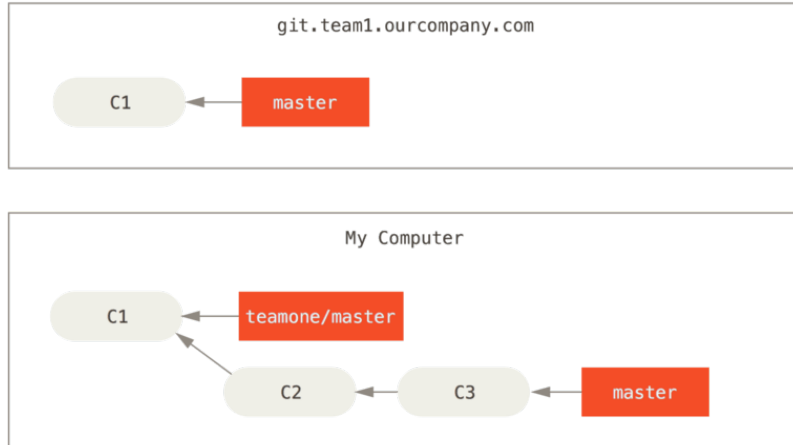 git.team1.ourcompany.com
C1 master
My Computer
C1 teamone/master
C2 C3 master